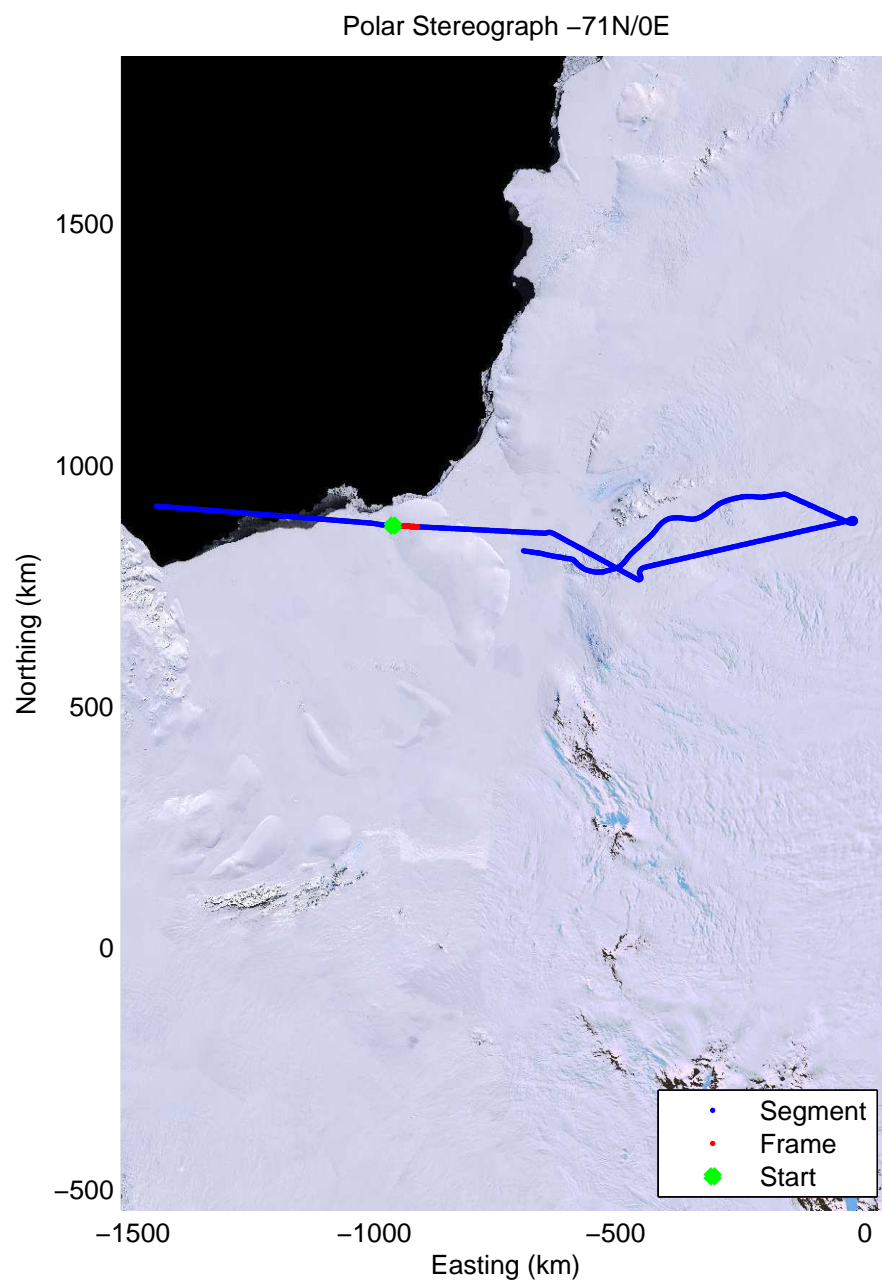 Polar Stereograph −71N/0E
1500
1000
500
0
−500
Northing (km)
−1500
−1000
−500
0
Easting (km)
Segment
Frame
Start